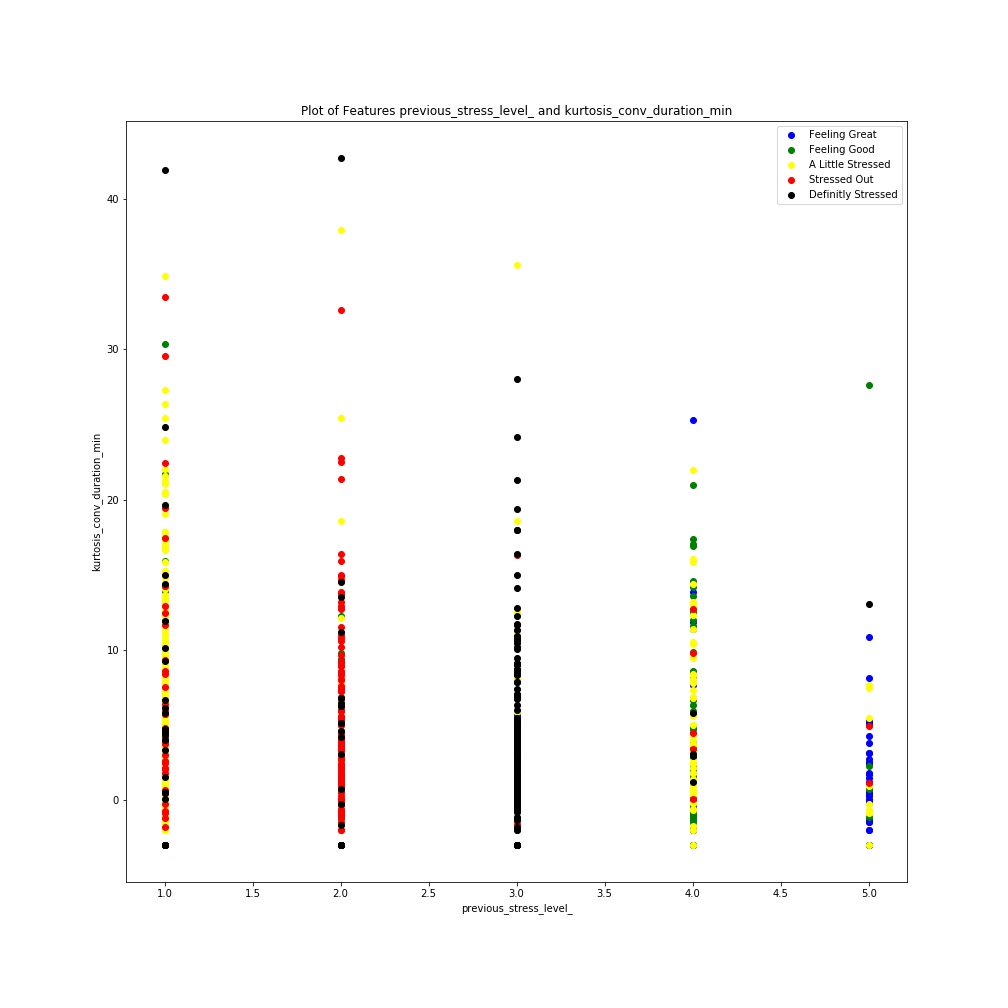 Plot of Features previous_stress_level_ and kurtosis_conv_duration_min
Feeling Great
Feeling Good
A Little Stressed
Stressed Out
Definitly Stressed
kurtosis_conv_duration_min
40
30
20
10
0
1.0 1.5 2.0 2.5 3.0 3.5 4.0 4.5 5.0
previous_stress_level_